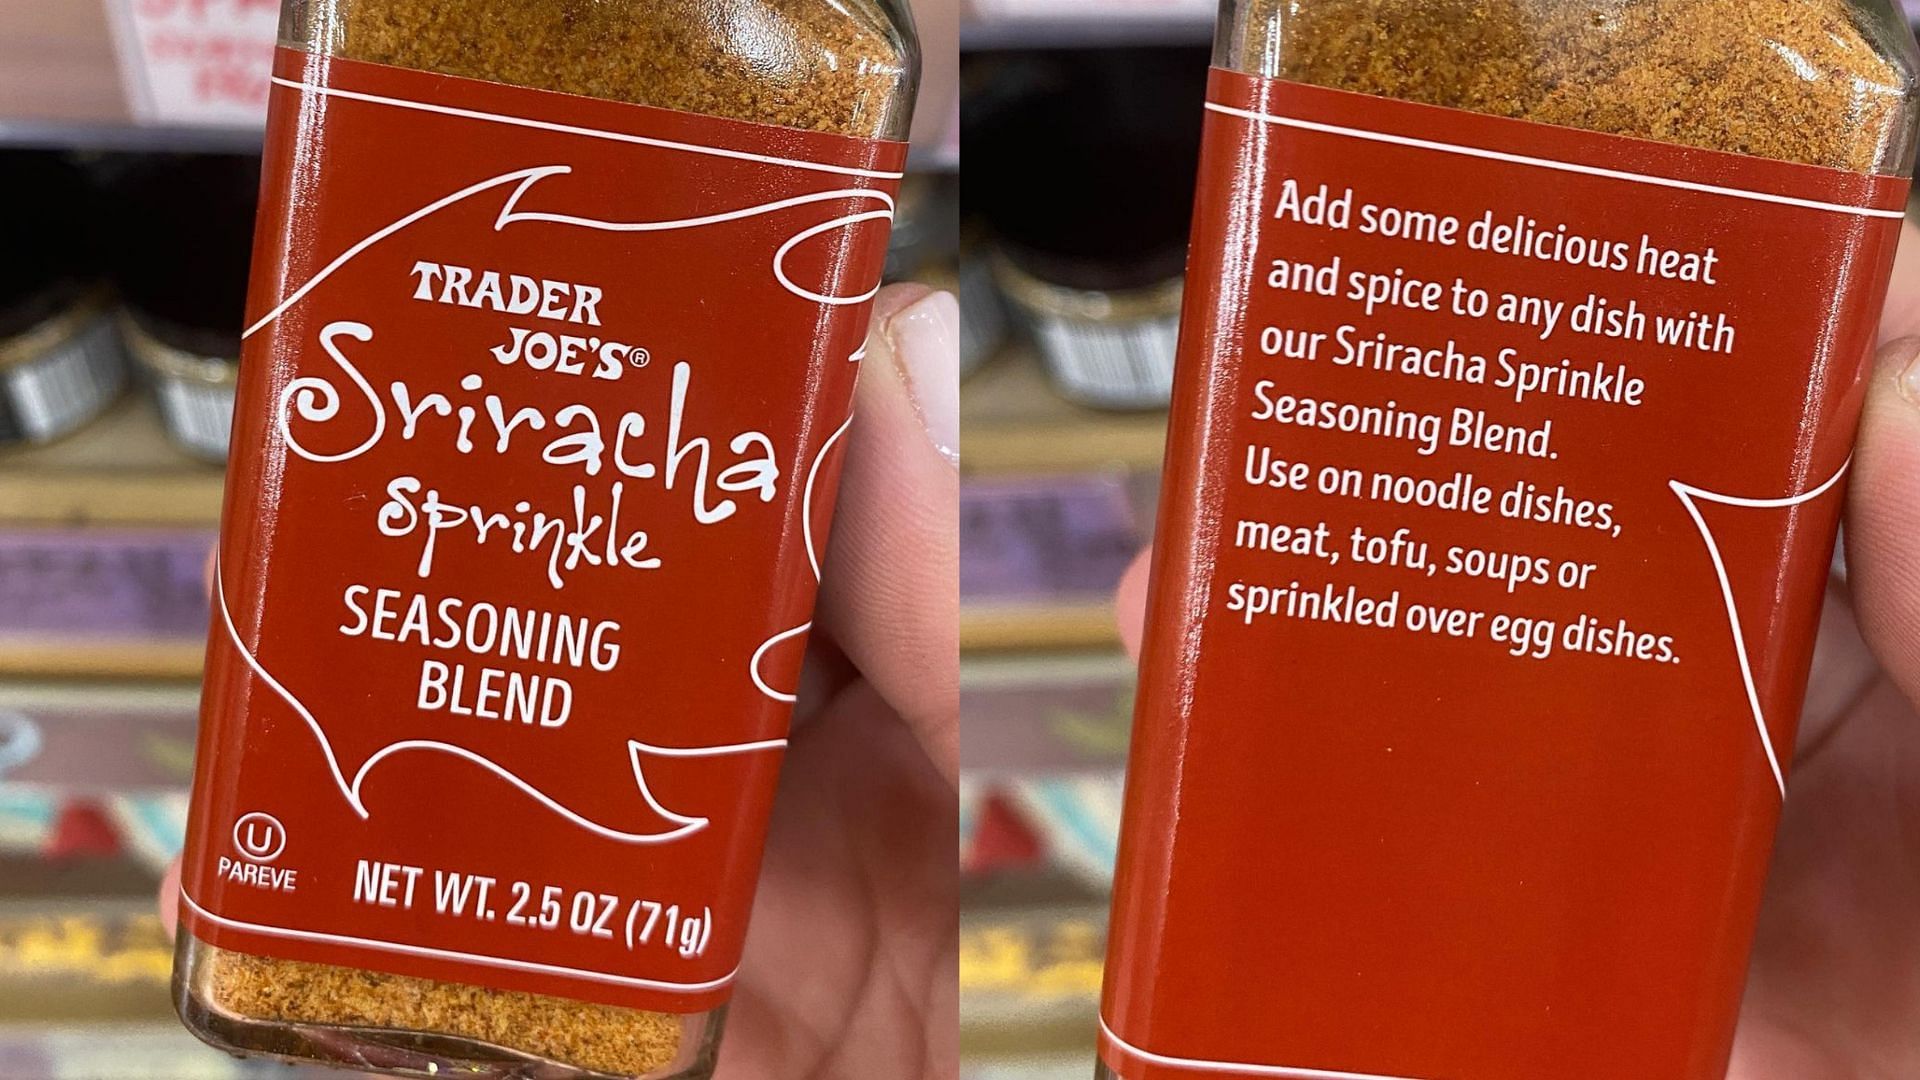 TRADER
JOE'S®
Sriracha
Sprinkle
SEASONING
BLEND
U
PAREVE
NET WT. 2.5 OZ (71g)
Add some delicious heat
and spice to any dish with
our Sriracha Sprinkle
Seasoning Blend.
Use on noodle dishes,
meat, tofu, soups or
sprinkled over egg dishes.